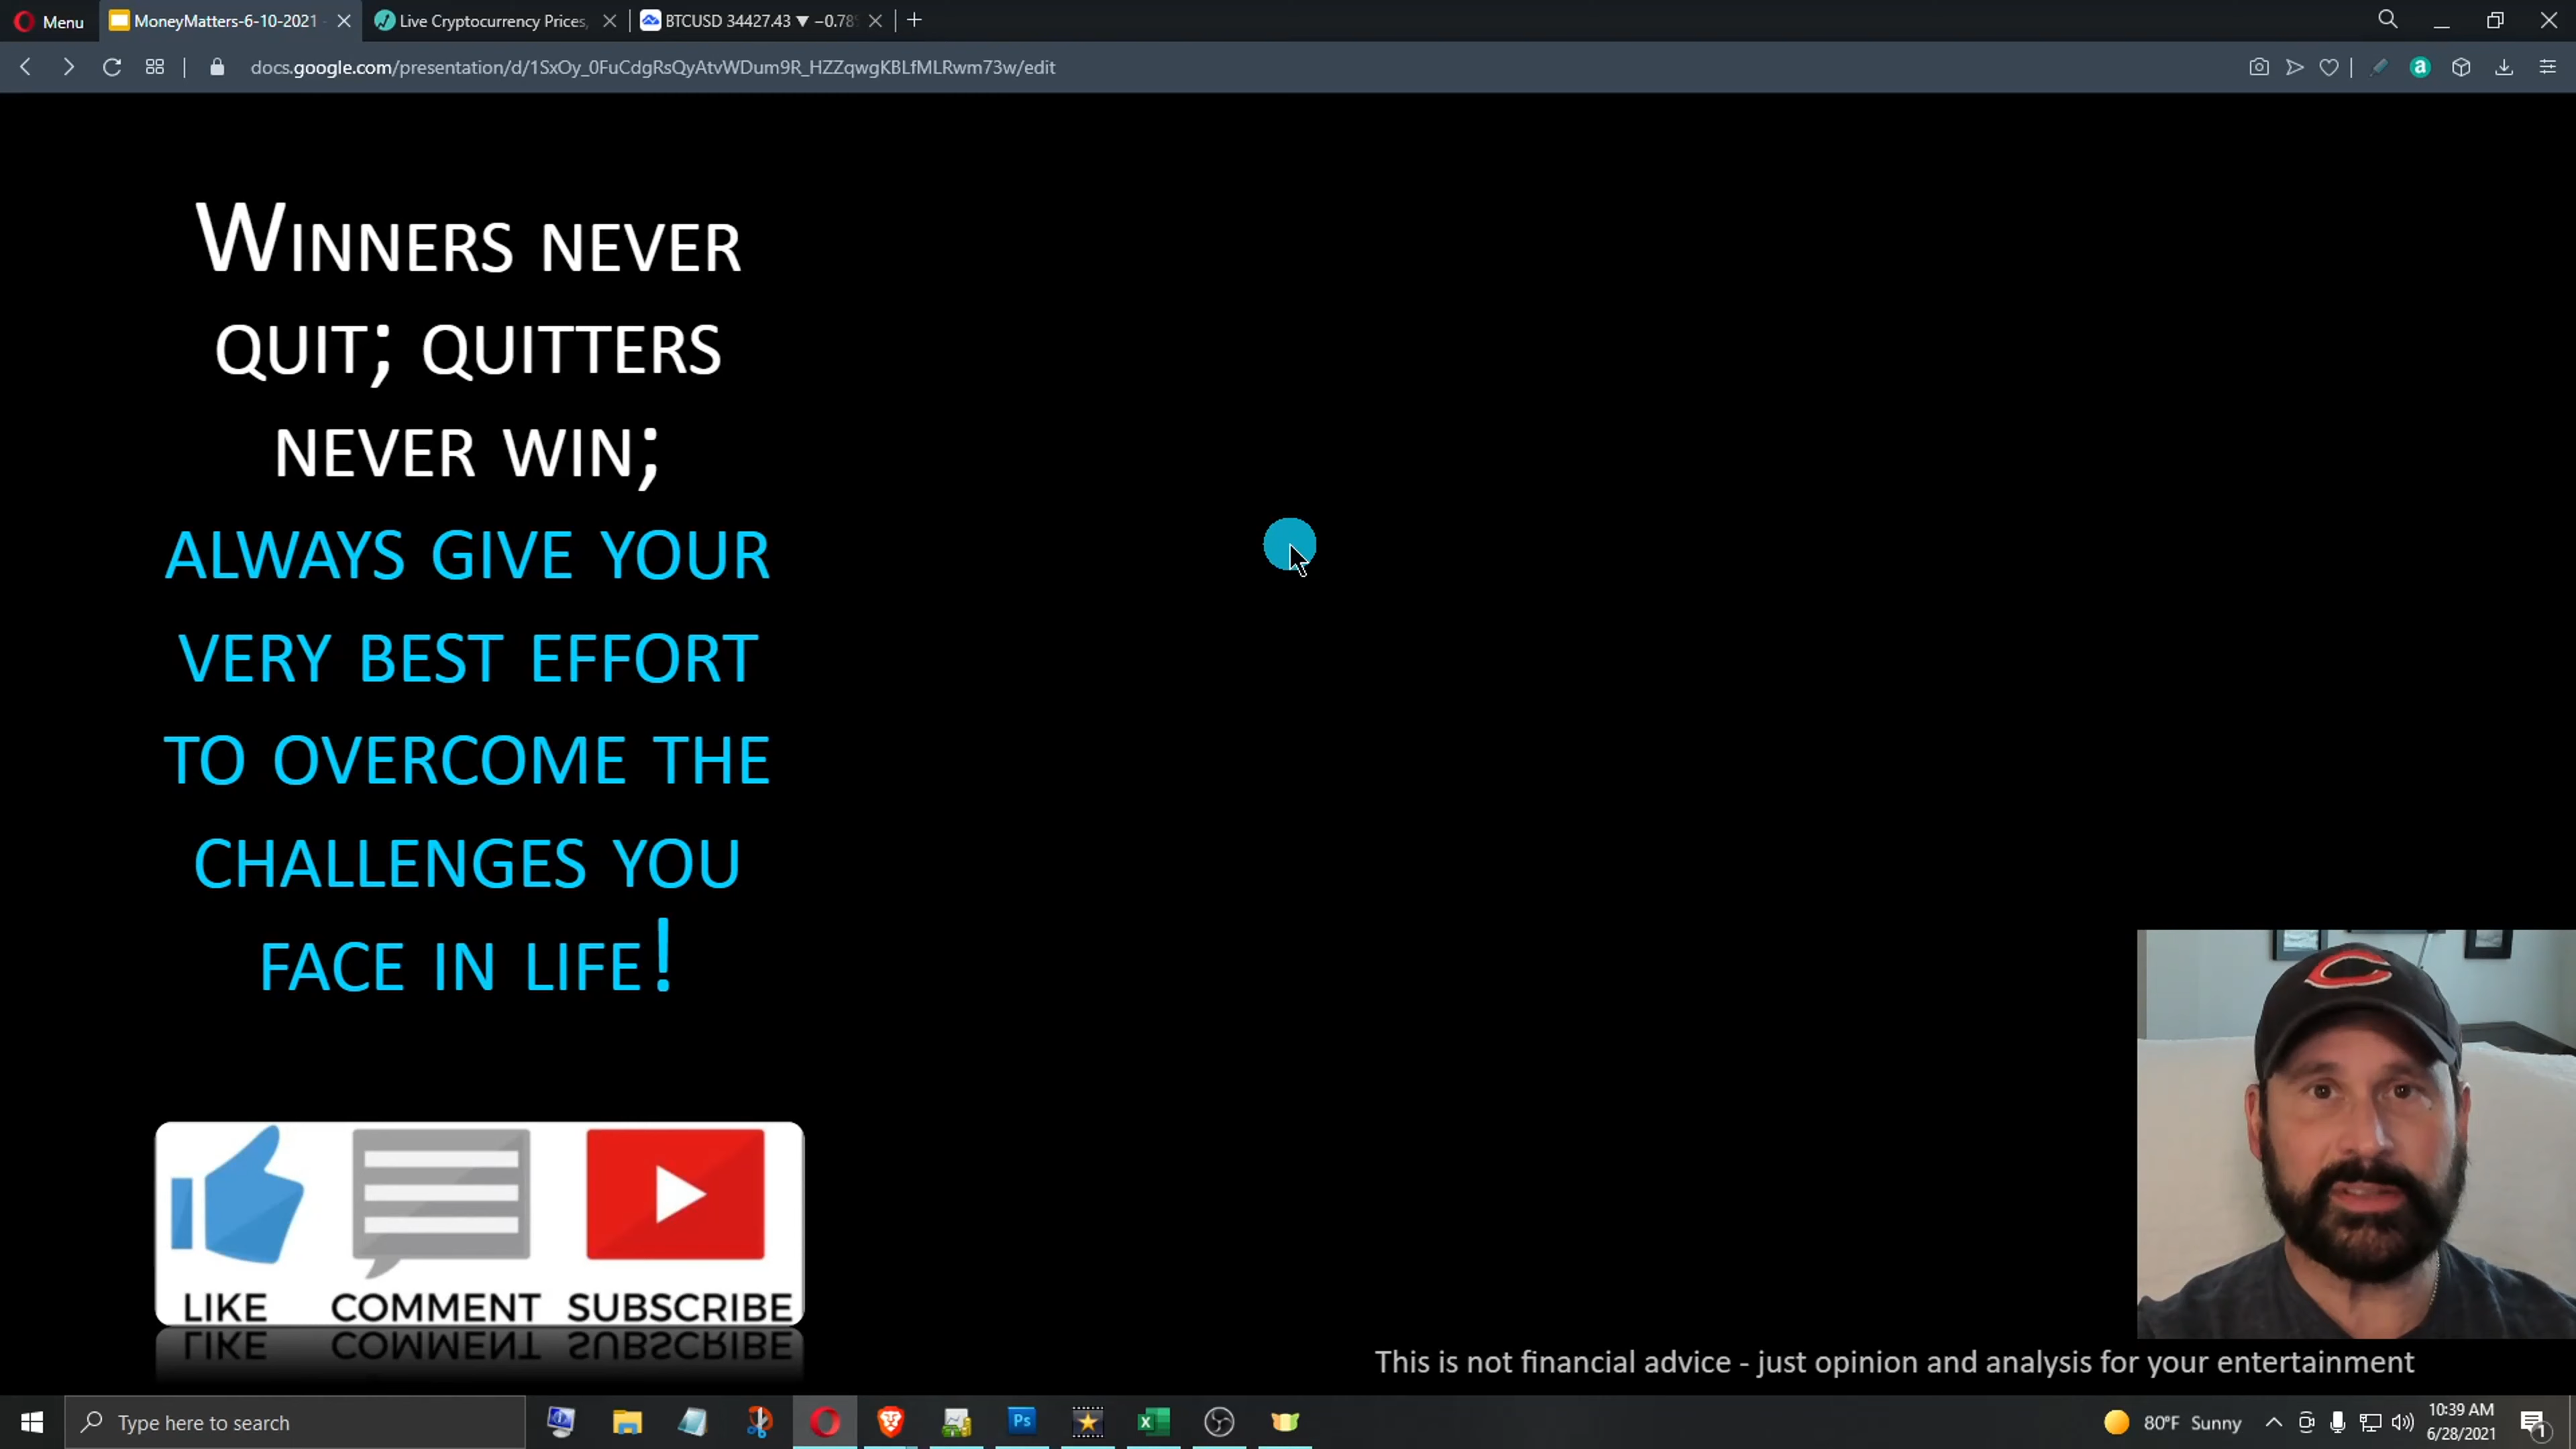 Menu
MoneyMatters-6-10-2021
Live Cryptocurrency Prices,
BTCUSD 34427.43 ▼ −0.78%
docs.google.com/presentation/d/1SxOy_0FuCdgRsQyAtvWDum9R_HZZqwgKBLfMLRwm73w/edit
WINNERS NEVER
QUIT; QUITTERS
NEVER WIN;
ALWAYS GIVE YOUR
VERY BEST EFFORT
TO OVERCOME THE
CHALLENGES YOU
FACE IN LIFE!
LIKE COMMENT SUBSCRIBE
This is not financial advice - just opinion and analysis for your entertainment
Type here to search
Ps
80°F Sunny
10:39 AM
6/28/2021
1